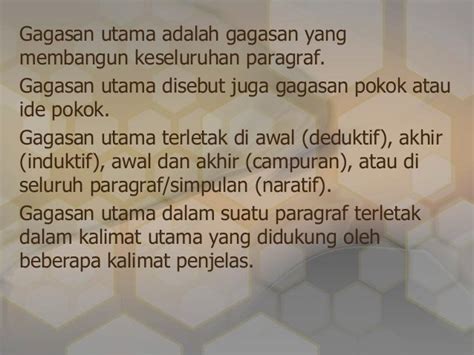 Gagasan utama adalah gagasan yang
membangun keseluruhan paragraf.
Gagasan utama disebut juga gagasan pokok atau
ide pokok.
Gagasan utama terletak di awal (deduktif), akhir
(induktif), awal dan akhir (campuran), atau di
seluruh paragraf/simpulan (naratif).
Gagasan utama dalam suatu paragraf terletak
dalam kalimat utama yang didukung oleh
beberapa kalimat penjelas.